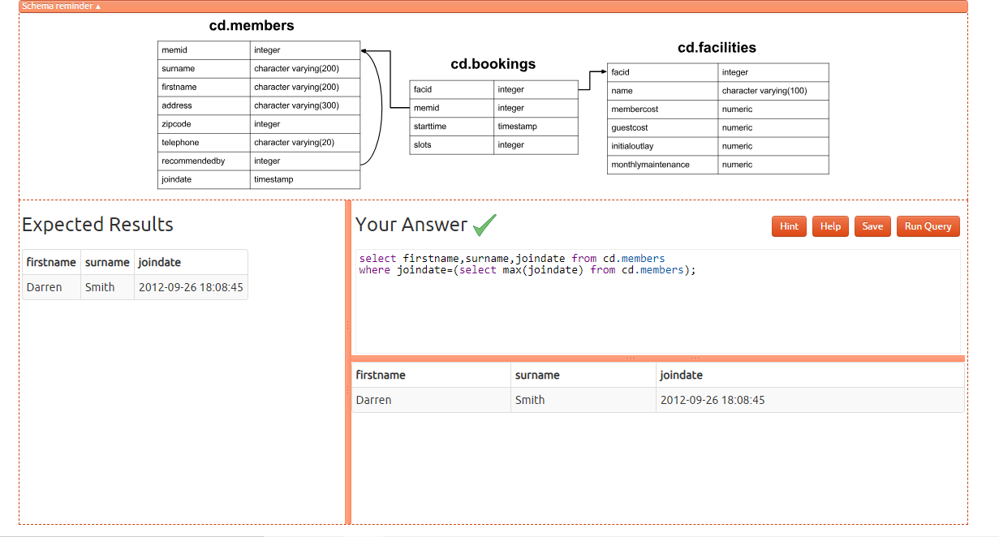 Schema reminder ▲
cd.members
memid integer
surname character varying(200)
firstname character varying(200)
address character varying(300)
zipcode integer
telephone character varying(20)
recommendedby integer
joindate timestamp
cd.bookings
facid integer
memid integer
starttime timestamp
slots integer
cd.facilities
facid integer
name character varying(100)
membercost numeric
guestcost numeric
initialoutlay numeric
monthlymaintenance numeric
Expected Results
firstname surname joindate
Darren Smith 2012-09-26 18:08:45
Your Answer
Hint Help Save Run Query
select firstname,surname,joindate from cd.members
where joindate=(select max(joindate) from cd.members);
firstname surname joindate
Darren Smith 2012-09-26 18:08:45